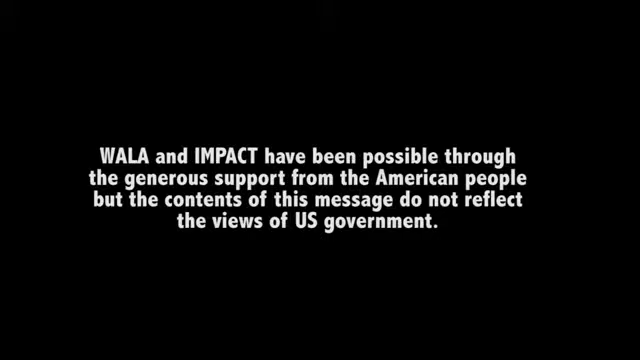 WALA and IMPACT have been possible through
the generous support from the American people
but the contents of this message do not reflect
the views of US government.